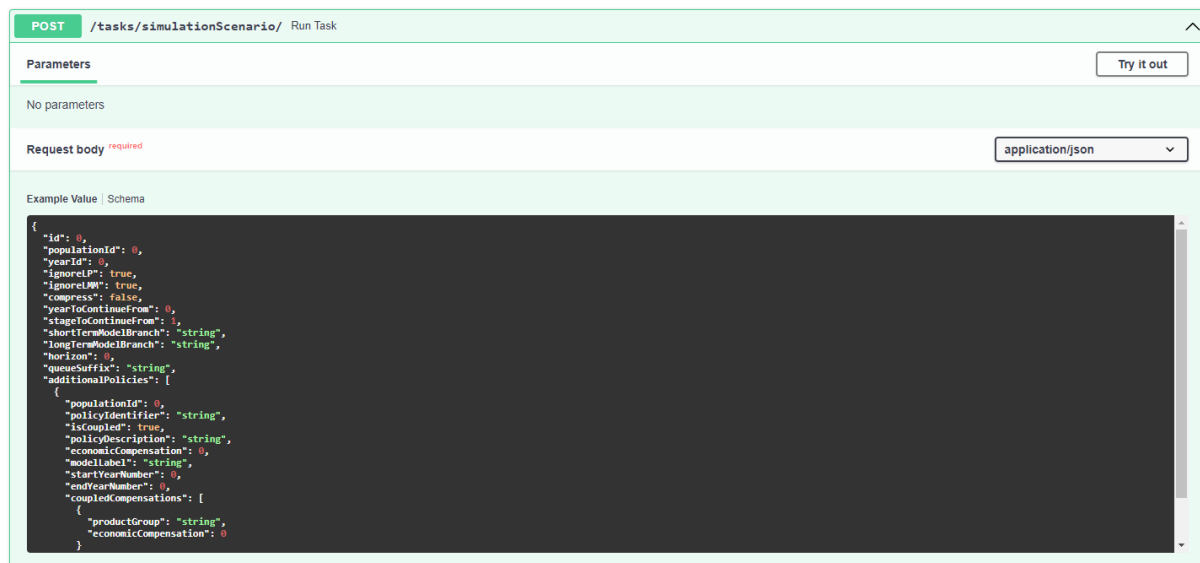 POST /tasks/simulationScenario/ Run Task
Parameters
Try it out
No parameters
Request body required
application/json
Example Value | Schema
{
"id": 0,
"populationId": 0,
"yearId": 0,
"ignoreLP": true,
"ignoreLMM": true,
"compress": false,
"yearToContinueFrom": 0,
"stageToContinueFrom": 1,
"shortTermModelBranch": "string",
"longTermModelBranch": "string",
"horizon": 0,
"queueSuffix": "string",
"additionalPolicies": [
{
"populationId": 0,
"policyIdentifier": "string",
"isCoupled": true,
"policyDescription": "string",
"economicCompensation": 0,
"modelLabel": "string",
"startYearNumber": 0,
"endYearNumber": 0,
"coupledCompensations": [
{
"productGroup": "string",
"economicCompensation": 0
}